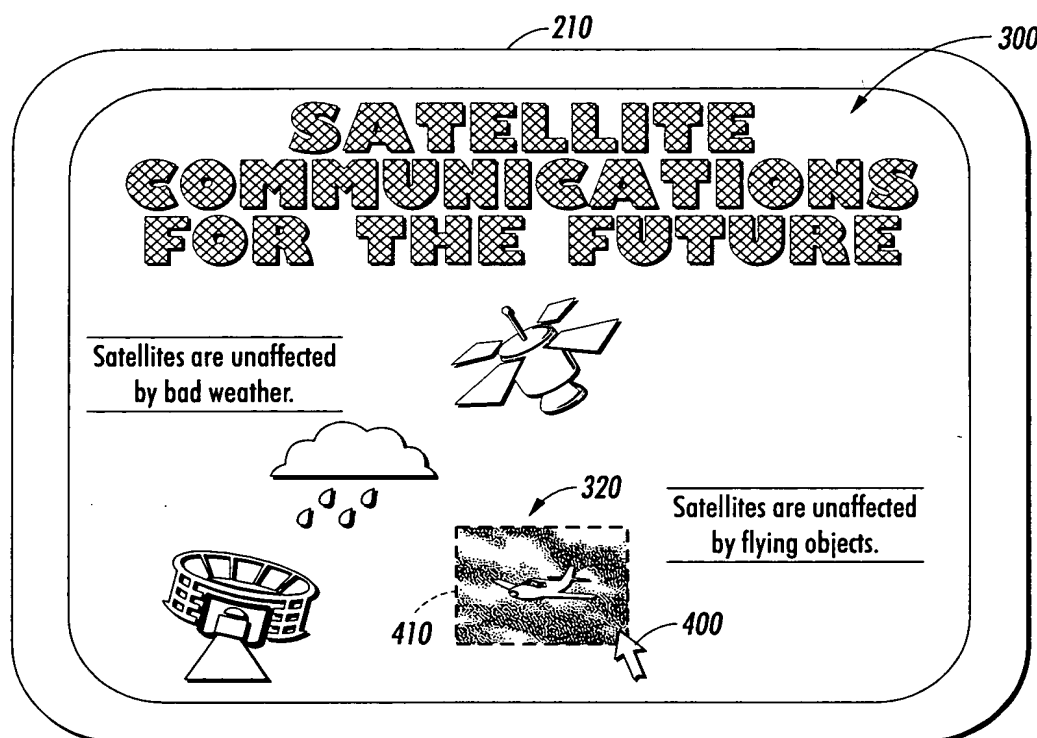 210
300
SATELLITE
COMMUNICATIONS
FOR THE FUTURE
Satellites are unaffected
by bad weather.
320
Satellites are unaffected
by flying objects.
410
400